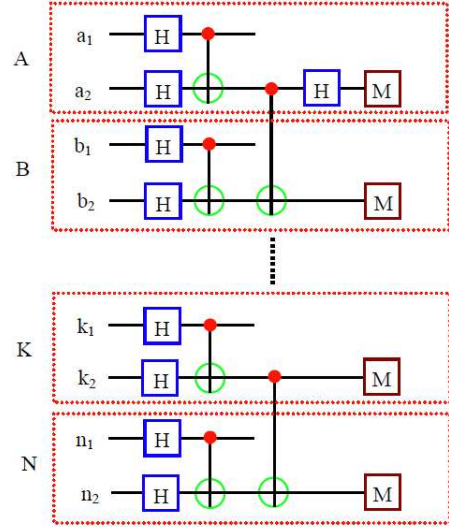 A
a₁ H
a₂ H H M
B
b₁ H
b₂ H M
K
k₁ H
k₂ H M
N
n₁ H
n₂ H M